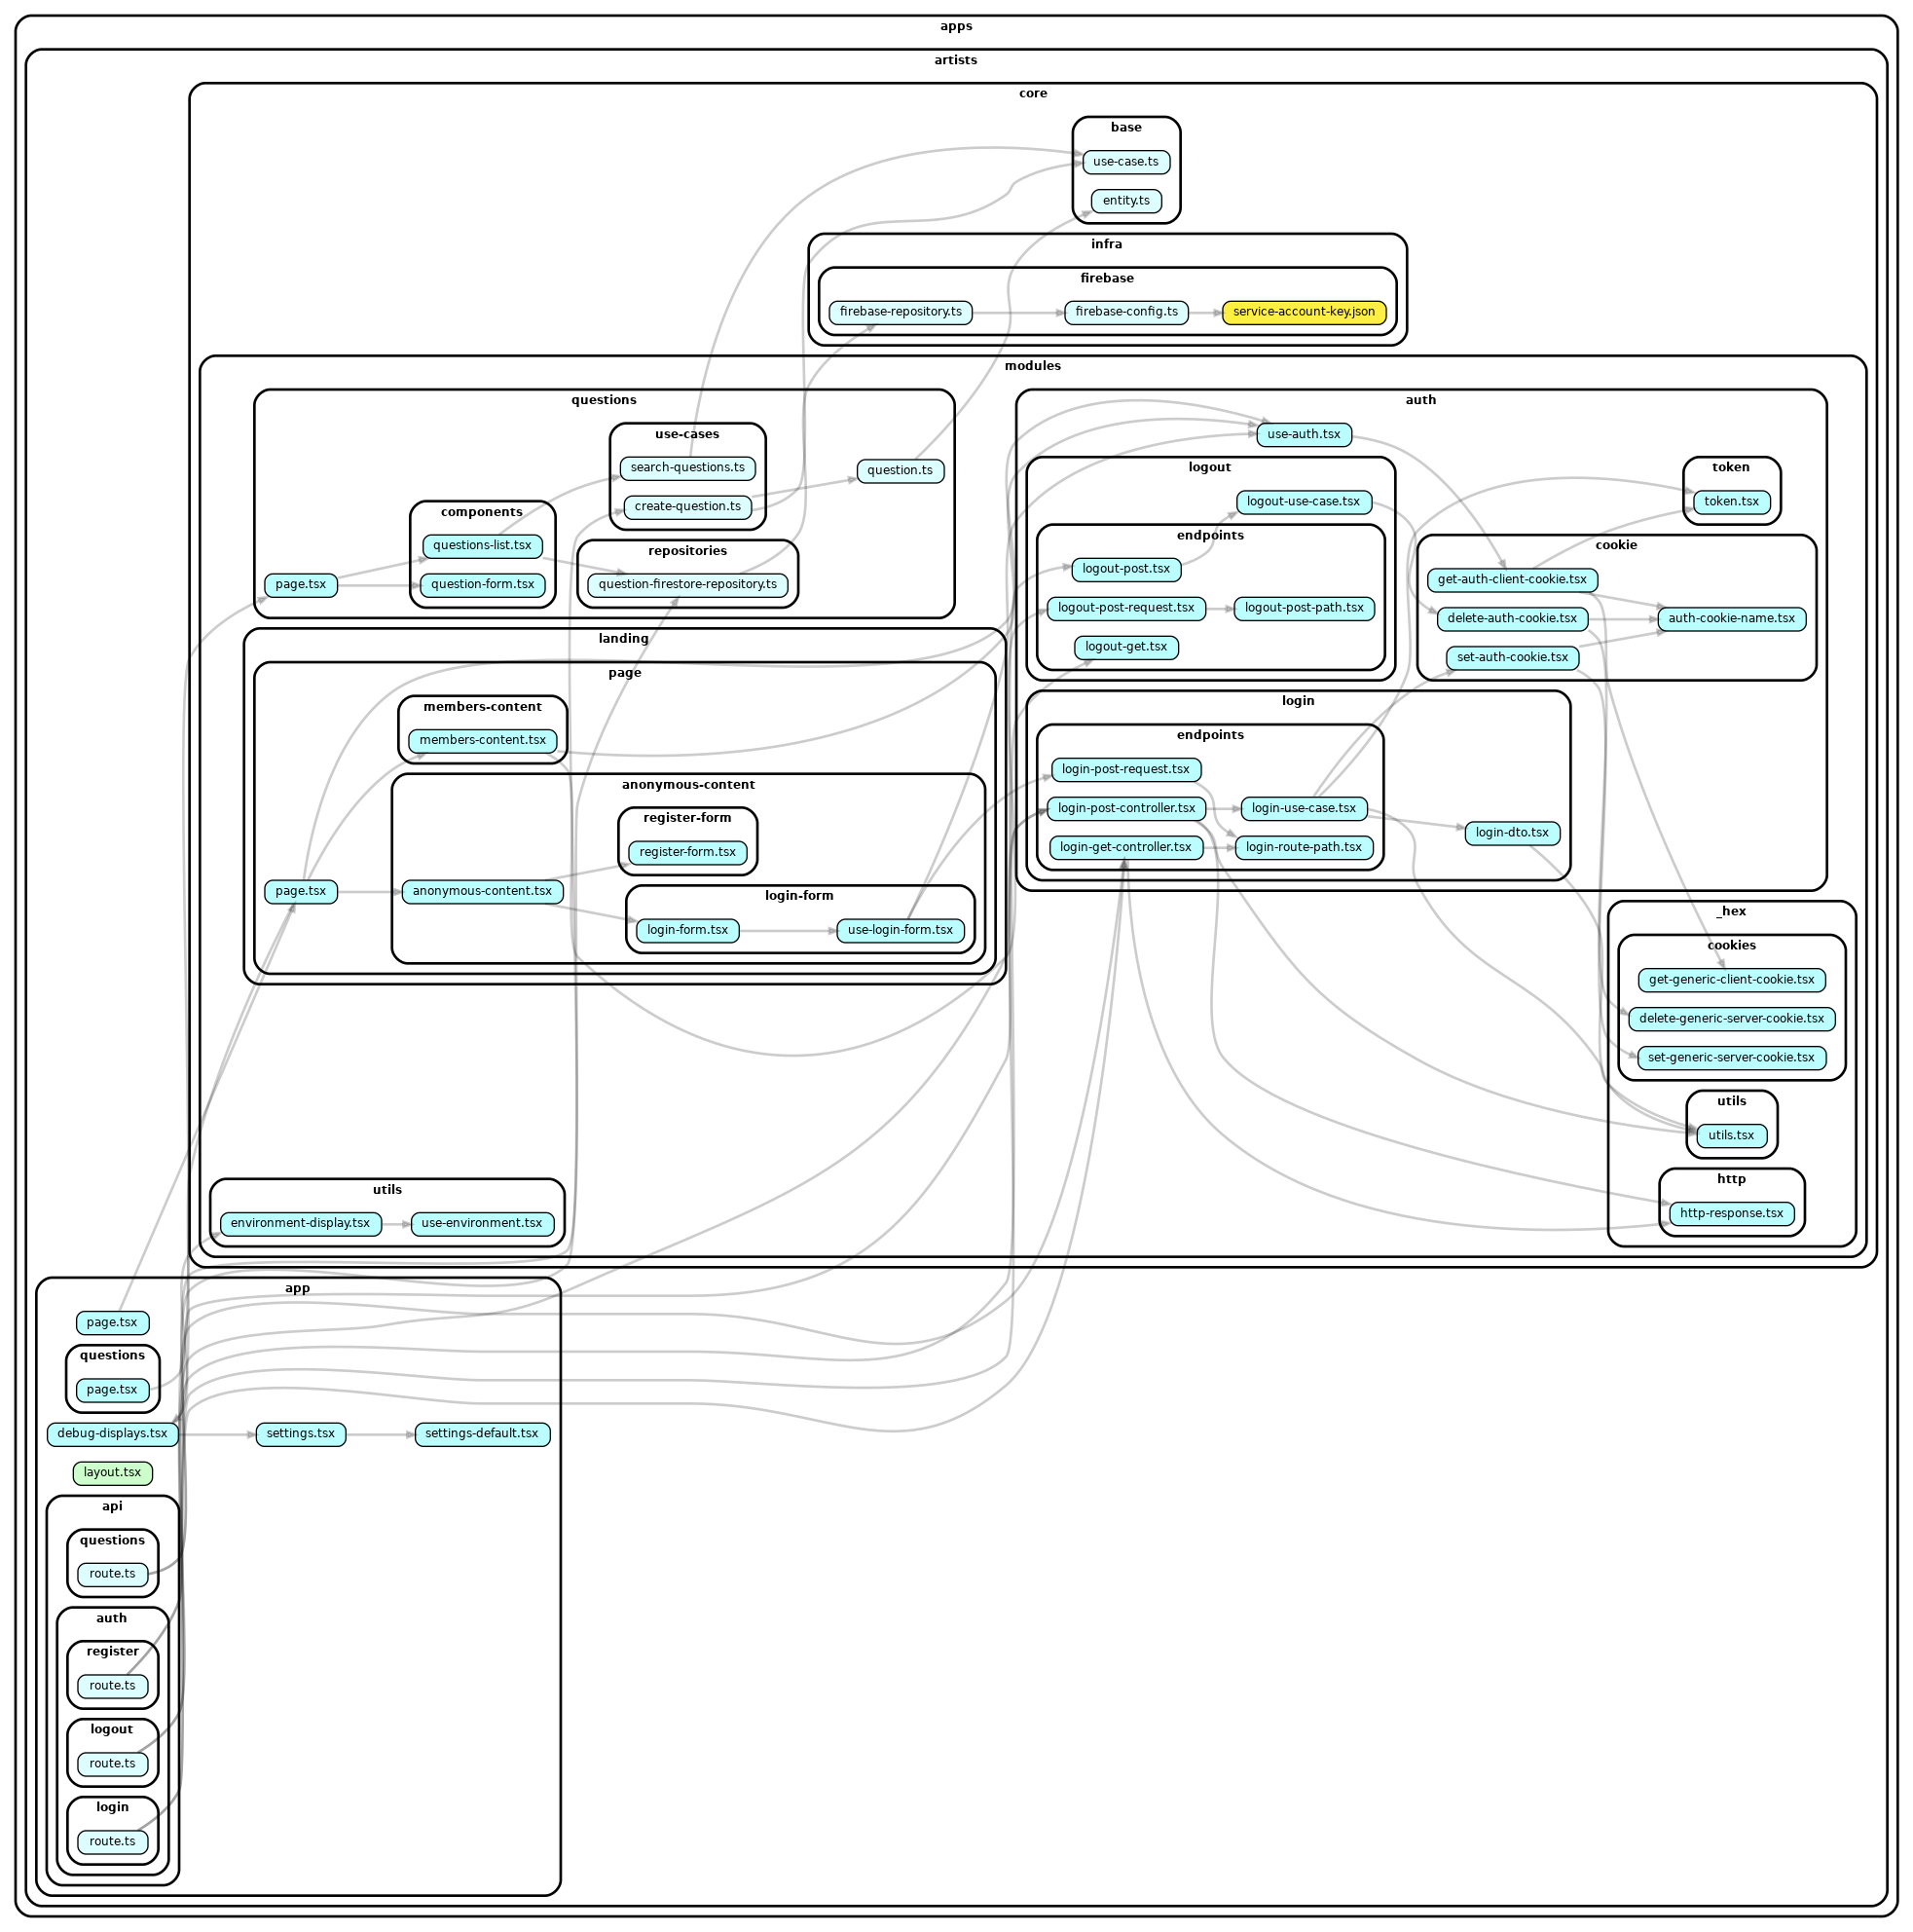 apps
artists
core
base
use-case.ts
entity.ts
infra
firebase
firebase-repository.ts
firebase-config.ts
service-account-key.json
modules
questions
use-cases
search-questions.ts
create-question.ts
question.ts
components
questions-list.tsx
question-form.tsx
repositories
question-firestore-repository.ts
page.tsx
auth
use-auth.tsx
logout
logout-use-case.tsx
endpoints
logout-post.tsx
logout-post-request.tsx
logout-post-path.tsx
logout-get.tsx
token
token.tsx
cookie
get-auth-client-cookie.tsx
delete-auth-cookie.tsx
auth-cookie-name.tsx
set-auth-cookie.tsx
landing
page
members-content
members-content.tsx
anonymous-content
register-form
register-form.tsx
page.tsx
anonymous-content.tsx
login-form
login-form.tsx
use-login-form.tsx
login
endpoints
login-post-request.tsx
login-post-controller.tsx
login-use-case.tsx
login-get-controller.tsx
login-route-path.tsx
login-dto.tsx
_hex
cookies
get-generic-client-cookie.tsx
delete-generic-server-cookie.tsx
set-generic-server-cookie.tsx
utils
utils.tsx
http
http-response.tsx
utils
environment-display.tsx
use-environment.tsx
app
page.tsx
questions
page.tsx
debug-displays.tsx
settings.tsx
settings-default.tsx
layout.tsx
api
questions
route.ts
auth
register
route.ts
logout
route.ts
login
route.ts